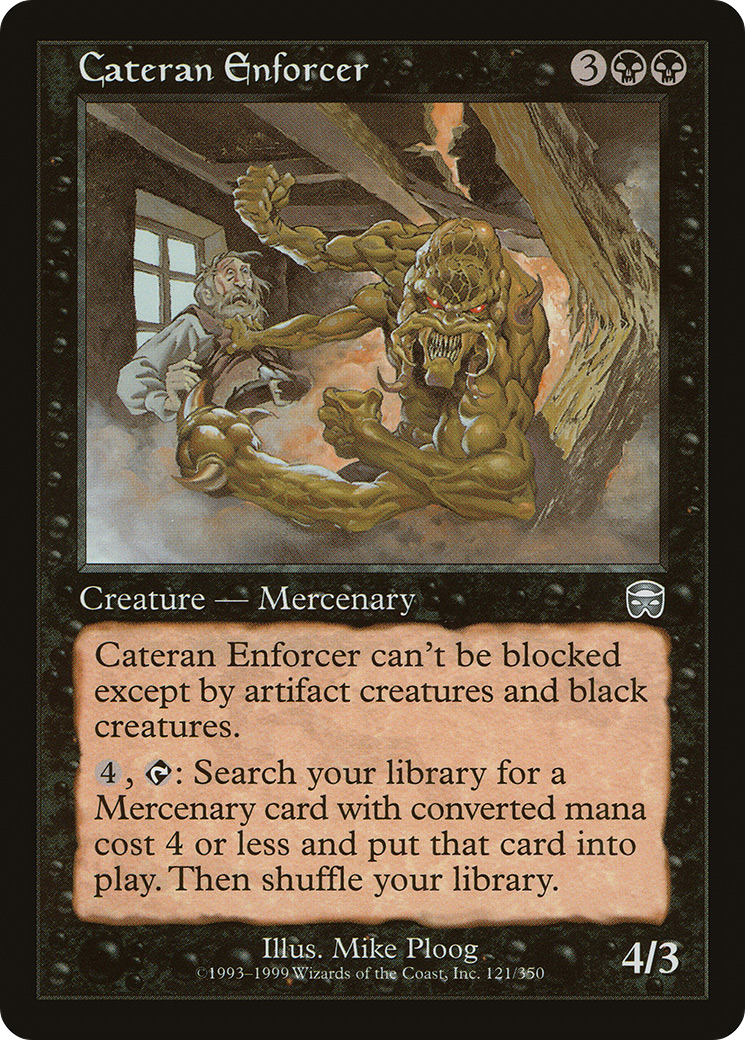 Cateran Enforcer 3
Creature — Mercenary
Cateran Enforcer can't be blocked
except by artifact creatures and black
creatures.
4, : Search your library for a
Mercenary card with converted mana
cost 4 or less and put that card into
play. Then shuffle your library.
Illus. Mike Ploog
©1993–1999 Wizards of the Coast, Inc. 121/350
4/3